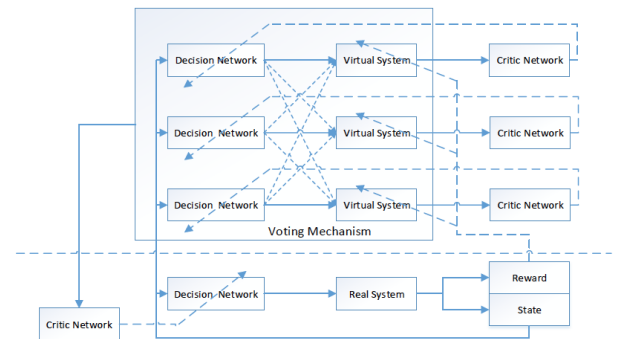 Decision Network
Virtual System
Critic Network
Decision Network
Virtual System
Critic Network
Decision Network
Virtual System
Critic Network
Voting Mechanism
Decision Network
Real System
Reward
State
Critic Network